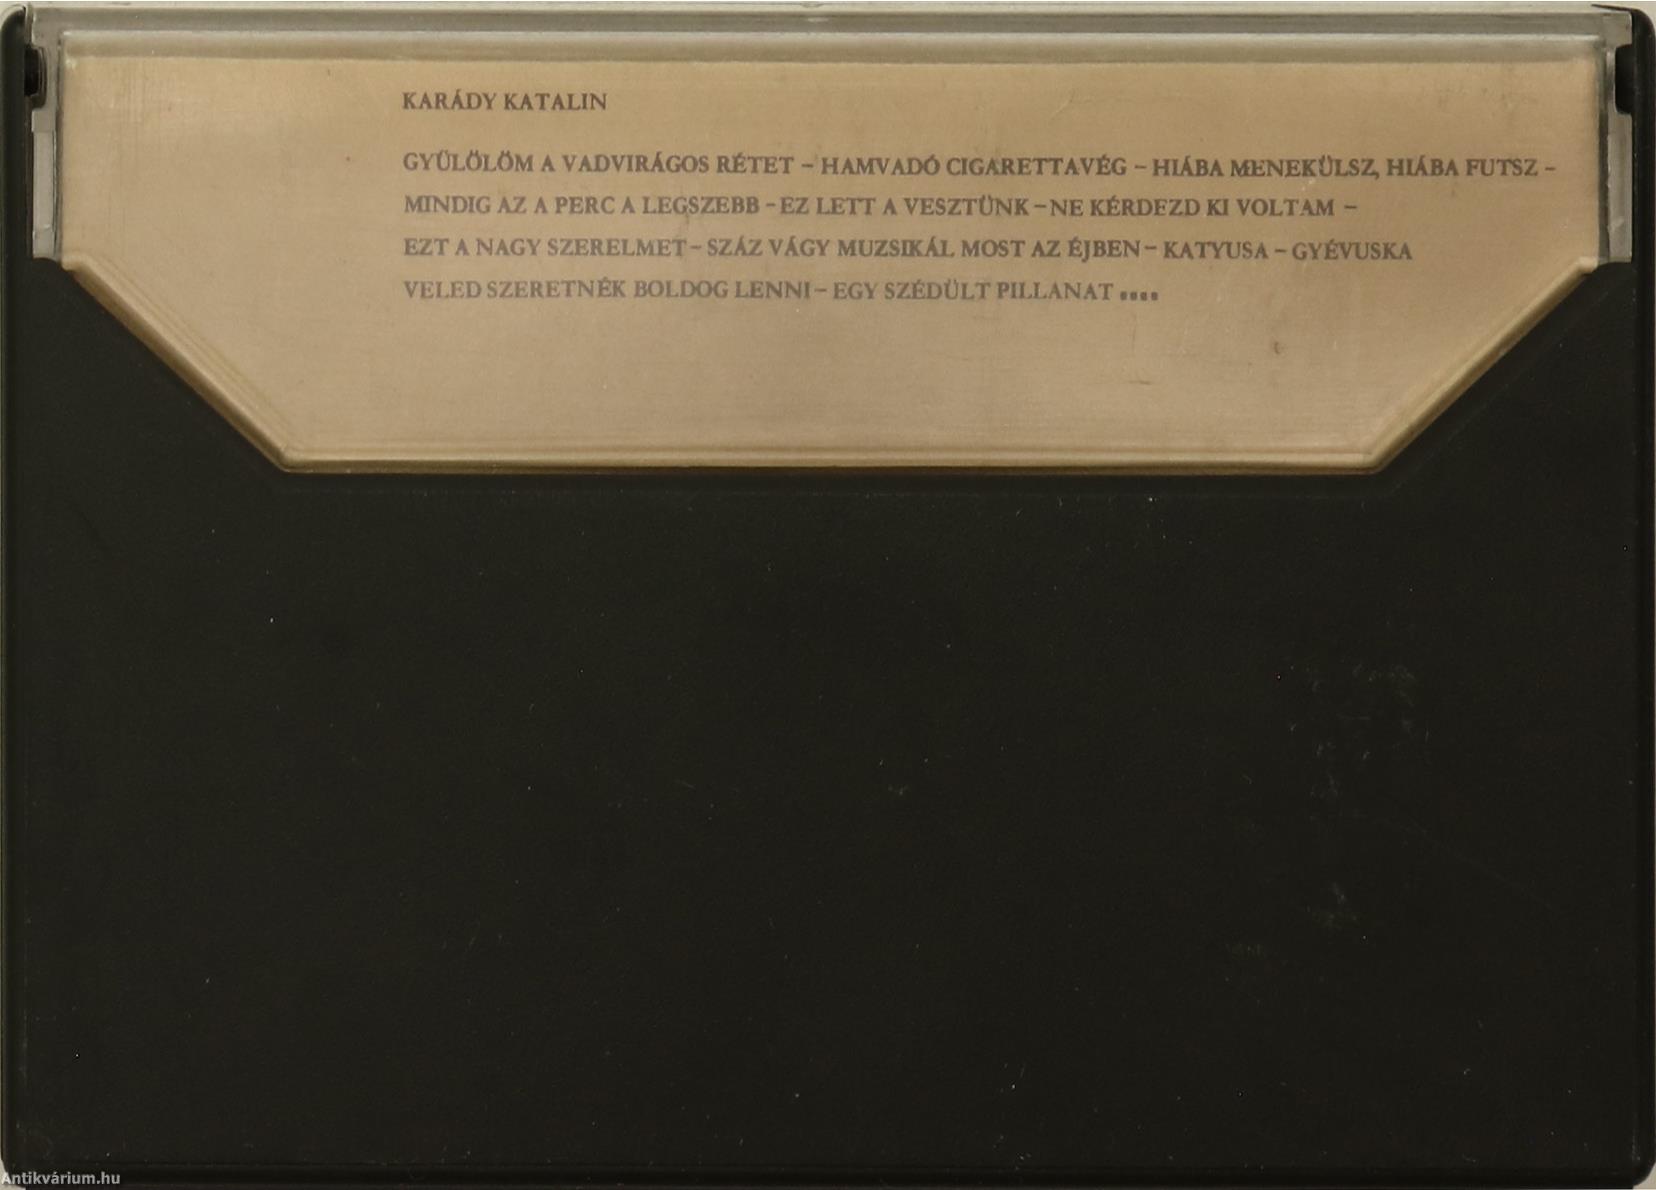 KARÁDY KATALIN
GYÜLÖLÖM A VADVIRÁGOS RÉTET – HAMVADÓ CIGARETTAVÉG – HIÁBA MENEKÜLSZ, HIÁBA FUTSZ –
MINDIG AZ A PERC A LEGSZEBB – EZ LETT A VESZTÜNK – NE KÉRDEZD KI VOLTAM –
EZT A NAGY SZERELMET – SZÁZ VÁGY MUZSIKÁL MOST AZ ÉJBEN – KATYUSA – GYÉVUSKA
VELED SZERETNÉK BOLDOG LENNI – EGY SZÉDÜLT PILLANAT ....
Antikvárium.hu